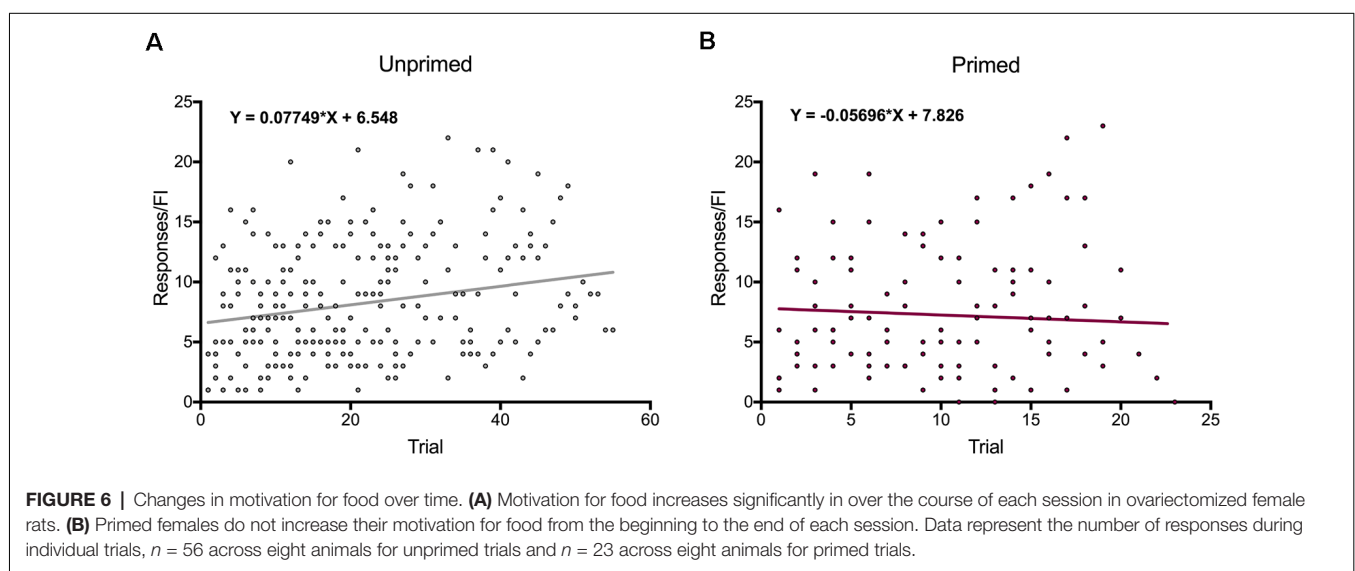 A
B
Unprimed
Primed
Y = 0.07749*X + 6.548
Y = -0.05696*X + 7.826
25
20
15
10
5
0
Responses/FI
0 20 40 60
Trial
25
20
15
10
5
0
Responses/FI
0 5 10 15 20 25
Trial
FIGURE 6 | Changes in motivation for food over time. (A) Motivation for food increases significantly in over the course of each session in ovariectomized female
rats. (B) Primed females do not increase their motivation for food from the beginning to the end of each session. Data represent the number of responses during
individual trials, n = 56 across eight animals for unprimed trials and n = 23 across eight animals for primed trials.